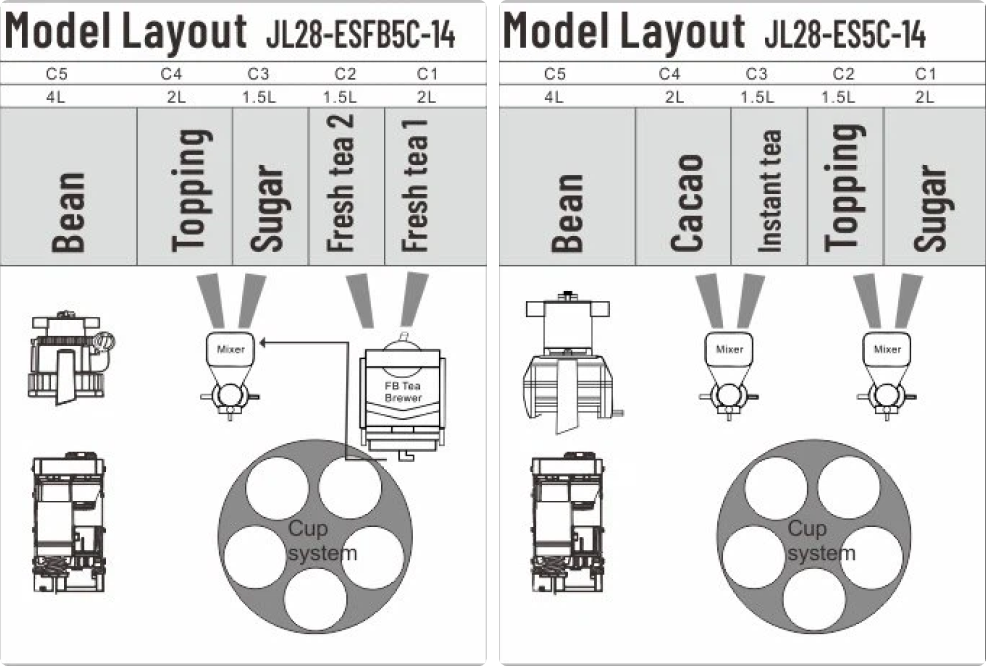 Model Layout JL28-ESFB5C-14
C5 C4 C3 C2 C1
4L 2L 1.5L 1.5L 2L
Bean
Topping
Sugar
Fresh tea 2
Fresh tea 1
Mixer
FB Tea
Brewer
Cup
system
Model Layout JL28-ES5C-14
C5 C4 C3 C2 C1
4L 2L 1.5L 1.5L 2L
Bean
Cacao
Instant tea
Topping
Sugar
Mixer
Mixer
Cup
system